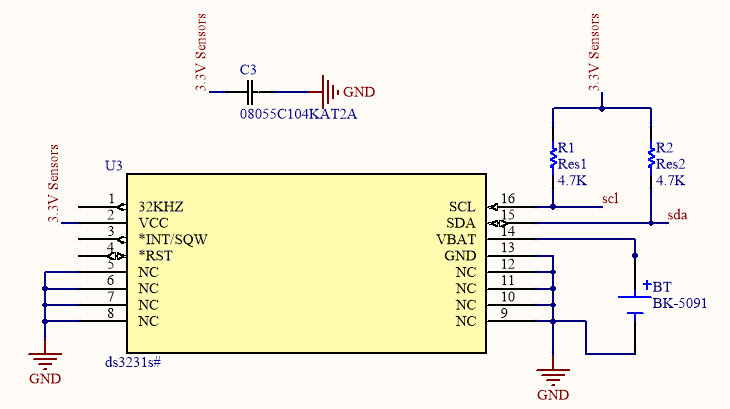 3.3V Sensors
C3
GND
08055C104KAT2A
3.3V Sensors
R1
Res1
4.7K
R2
Res2
4.7K
scl
sda
3.3V Sensors
U3
1 32KHZ
2 VCC
3 *INT/SQW
4 *RST
5 NC
6 NC
7 NC
8 NC
SCL 16
SDA 15
VBAT 14
GND 13
NC 12
NC 11
NC 10
NC 9
+ BT
BK-5091
ds3231s#
GND
GND